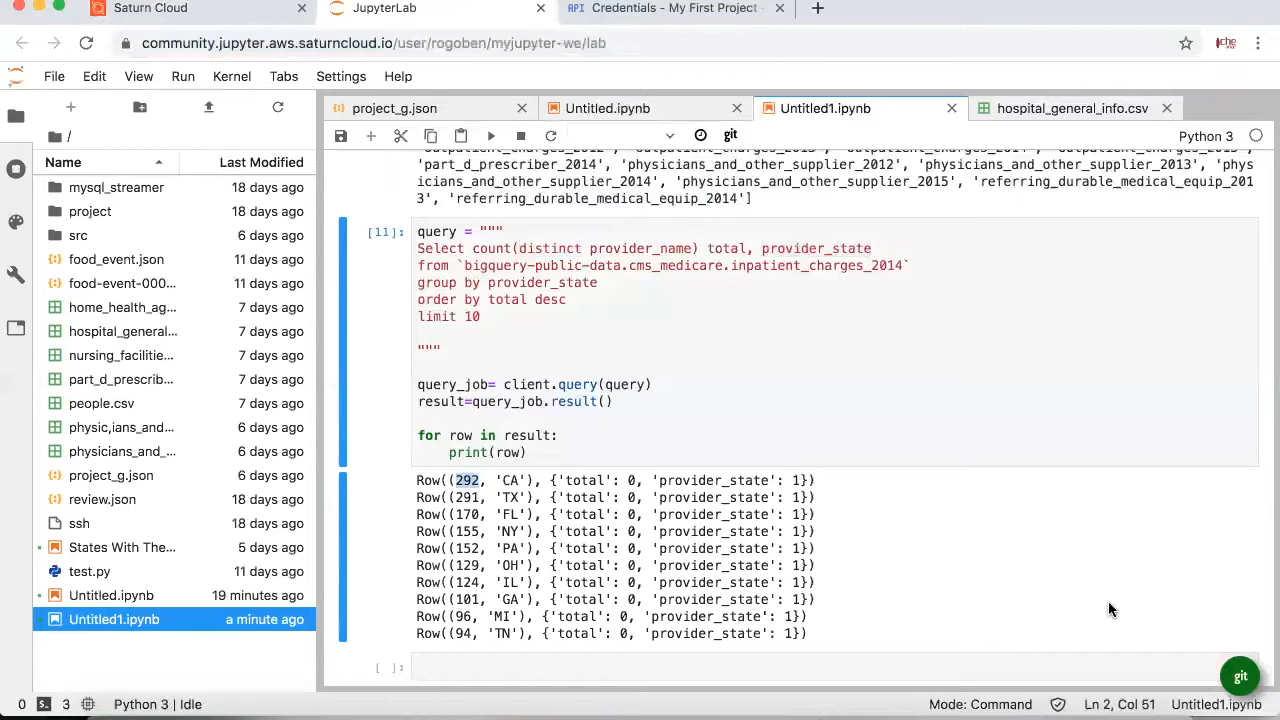 Saturn Cloud
JupyterLab
API Credentials - My First Project
community.jupyter.aws.saturncloud.io/user/rogoben/myjupyter-we/lab
File Edit View Run Kernel Tabs Settings Help
project_g.json
Untitled.ipynb
Untitled1.ipynb
hospital_general_info.csv
/
git
Python 3
Name Last Modified
mysql_streamer 18 days ago
project 18 days ago
src 6 days ago
food_event.json 11 days ago
food-event-000... 11 days ago
home_health_ag... 7 days ago
hospital_general... 7 days ago
nursing_facilitie... 7 days ago
part_d_prescrib... 7 days ago
people.csv 7 days ago
physic,ians_and... 6 days ago
physicians_and_... 6 days ago
project_g.json 6 days ago
review.json 18 days ago
ssh 18 days ago
States With The... 5 days ago
test.py 11 days ago
Untitled.ipynb 19 minutes ago
Untitled1.ipynb a minute ago
'part_d_prescriber_2014', 'physicians_and_other_supplier_2012', 'physicians_and_other_supplier_2013', 'phys
icians_and_other_supplier_2014', 'physicians_and_other_supplier_2015', 'referring_durable_medical_equip_201
3', 'referring_durable_medical_equip_2014']
[11]: query = """
Select count(distinct provider_name) total, provider_state
from `bigquery-public-data.cms_medicare.inpatient_charges_2014`
group by provider_state
order by total desc
limit 10
"""
query_job= client.query(query)
result=query_job.result()
for row in result:
print(row)
Row((292, 'CA'), {'total': 0, 'provider_state': 1})
Row((291, 'TX'), {'total': 0, 'provider_state': 1})
Row((170, 'FL'), {'total': 0, 'provider_state': 1})
Row((155, 'NY'), {'total': 0, 'provider_state': 1})
Row((152, 'PA'), {'total': 0, 'provider_state': 1})
Row((129, 'OH'), {'total': 0, 'provider_state': 1})
Row((124, 'IL'), {'total': 0, 'provider_state': 1})
Row((101, 'GA'), {'total': 0, 'provider_state': 1})
Row((96, 'MI'), {'total': 0, 'provider_state': 1})
Row((94, 'TN'), {'total': 0, 'provider_state': 1})
[ ]:
git
0 3 Python 3 | Idle
Mode: Command Ln 2, Col 51 Untitled1.ipynb